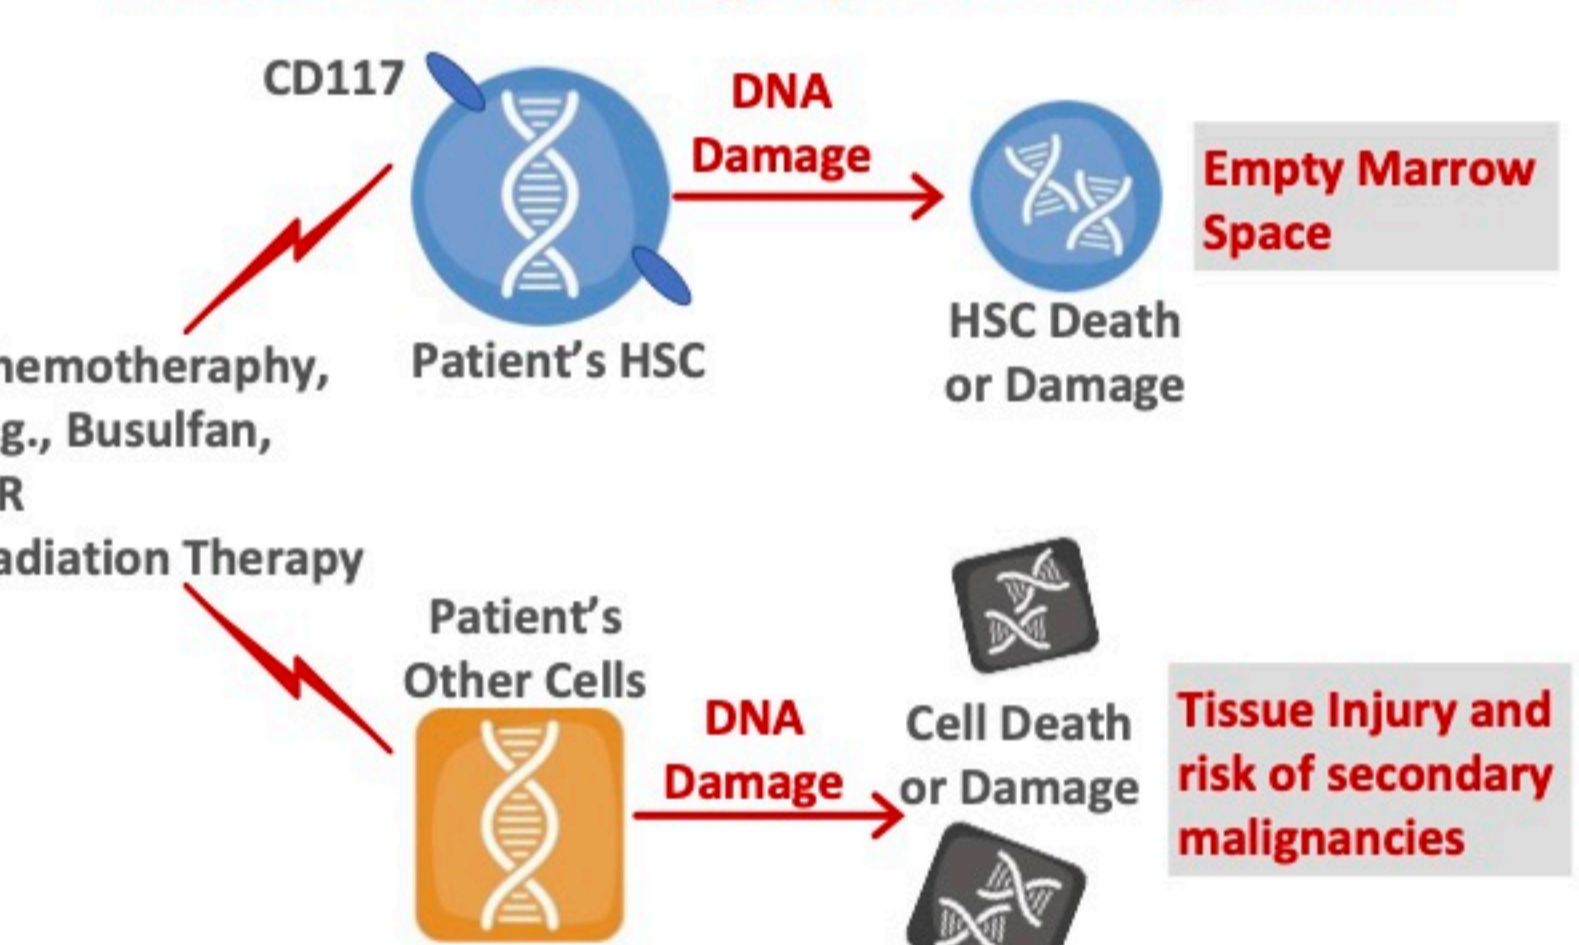 CD117
DNA
Damage
Empty Marrow
Space
Patient's HSC
HSC Death
or Damage
hemotheraphy,
g., Busulfan,
R
adiation Therapy
Patient's
Other Cells
DNA
Damage
Cell Death
or Damage
Tissue Injury and
risk of secondary
malignancies